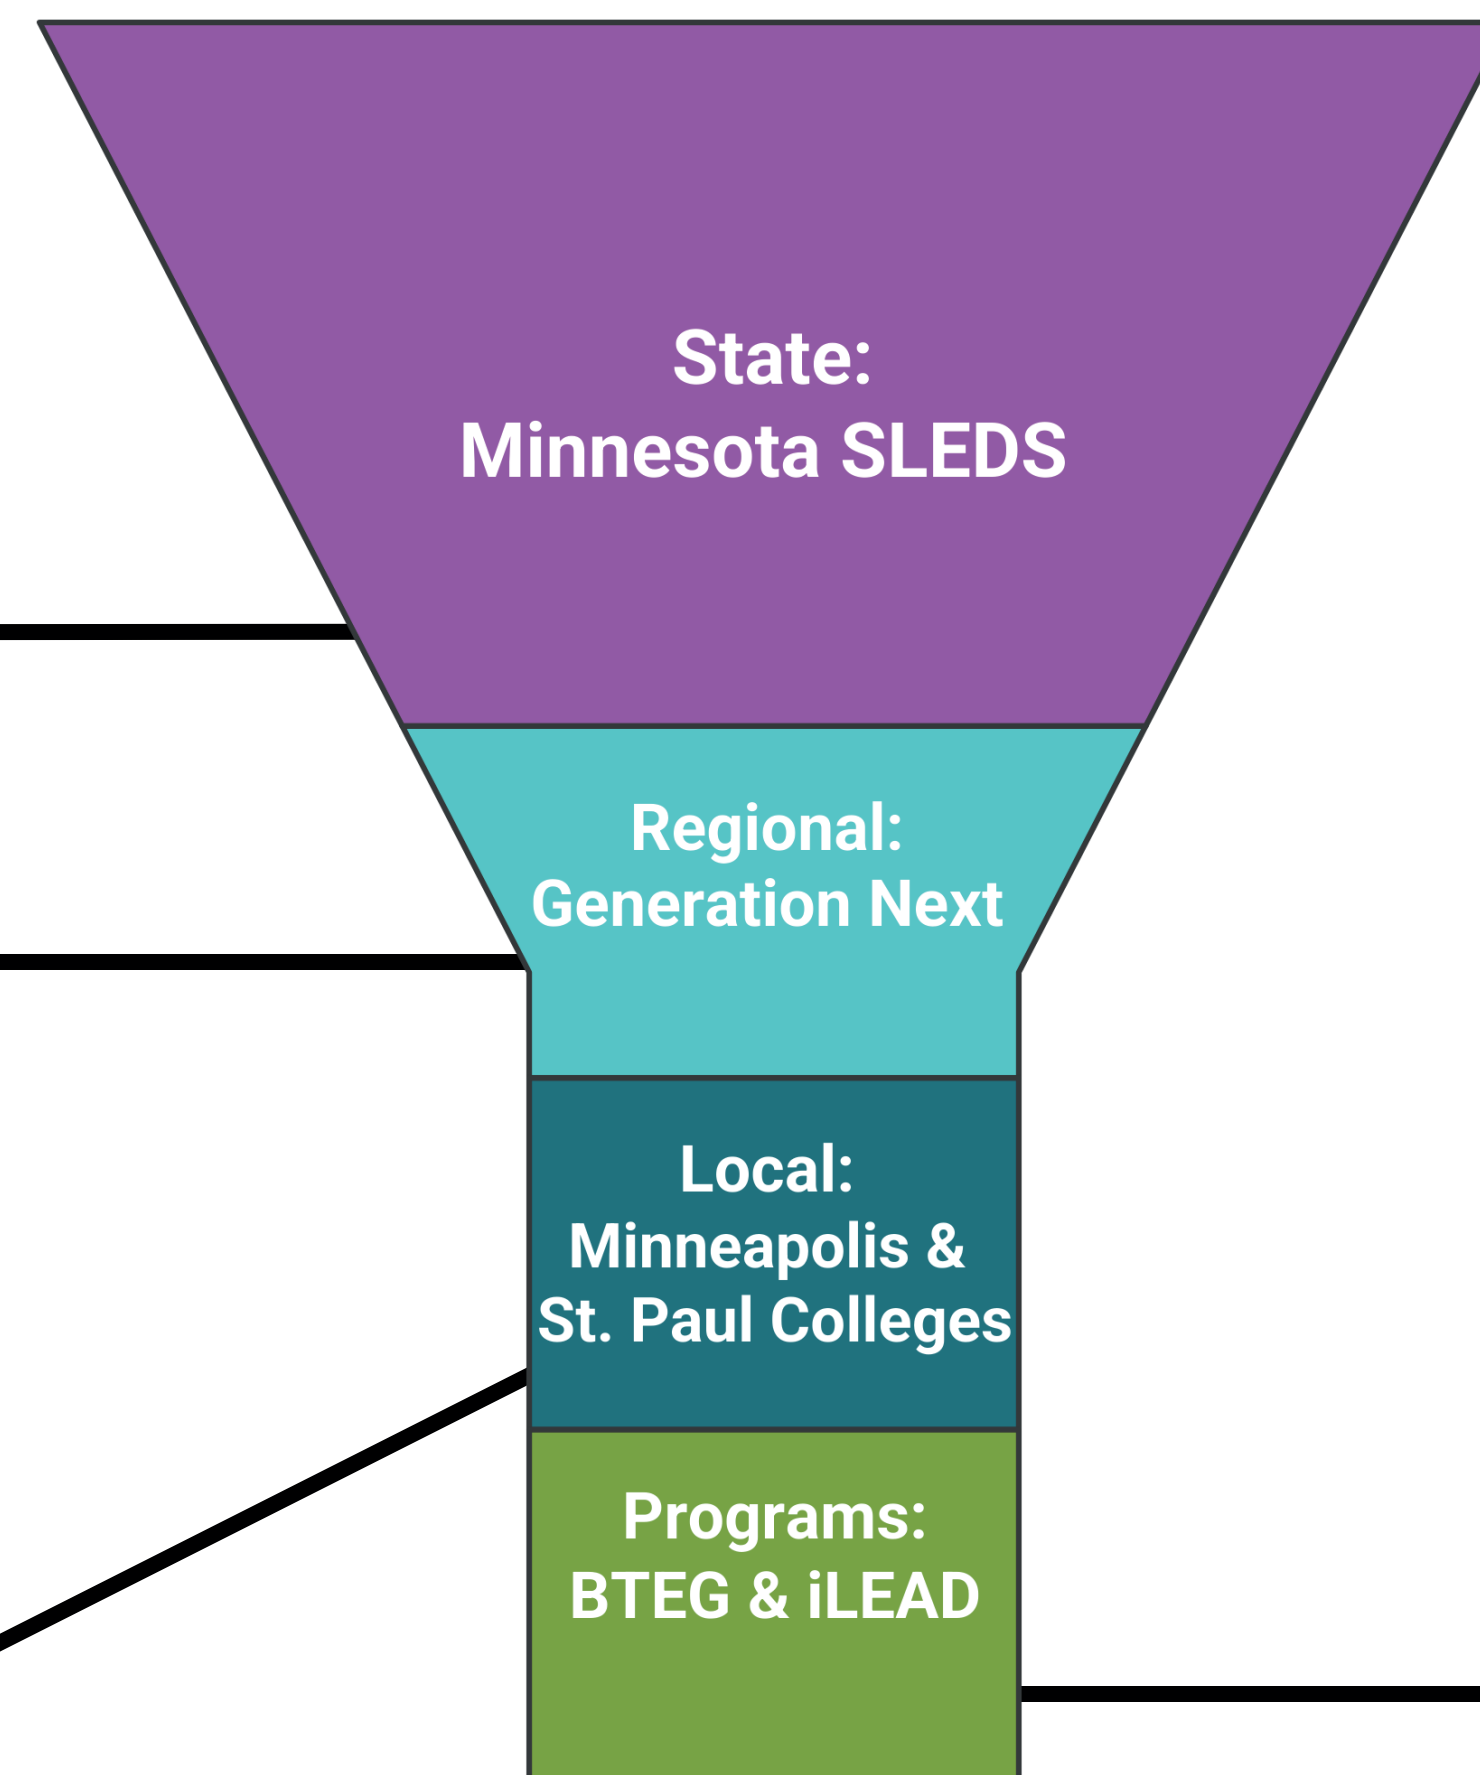 State:
Minnesota SLEDS
Regional:
Generation Next
Local:
Minneapolis &
St. Paul Colleges
Programs:
BTEG & iLEAD